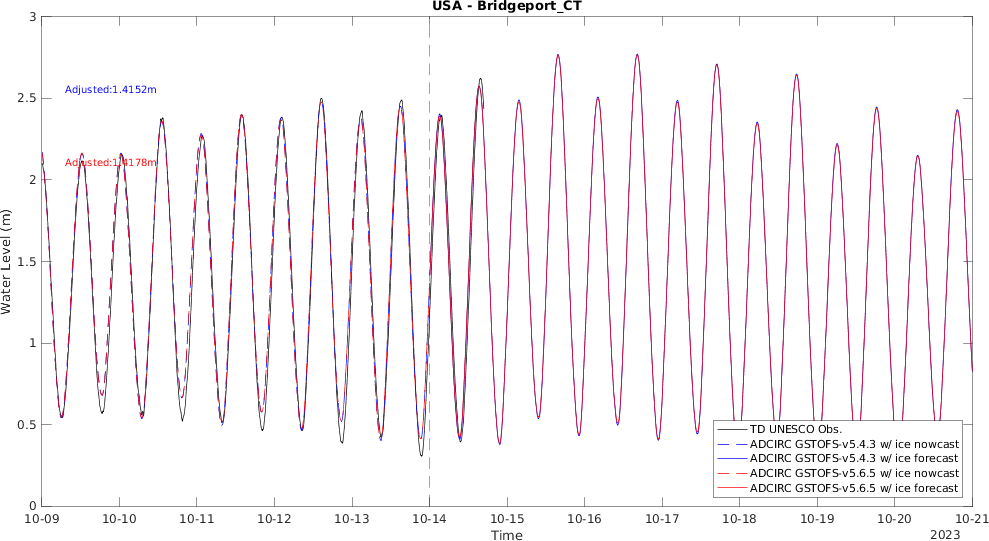 USA - Bridgeport_CT
3
2.5
2
1.5
1
0.5
0
Water Level (m)
Adjusted:1.4152m
Adjusted:1.4178m
TD UNESCO Obs.
ADCIRC GSTOFS-v5.4.3 w/ ice nowcast
ADCIRC GSTOFS-v5.4.3 w/ ice forecast
ADCIRC GSTOFS-v5.6.5 w/ ice nowcast
ADCIRC GSTOFS-v5.6.5 w/ ice forecast
10-09 10-10 10-11 10-12 10-13 10-14 10-15 10-16 10-17 10-18 10-19 10-20 10-21
Time
2023